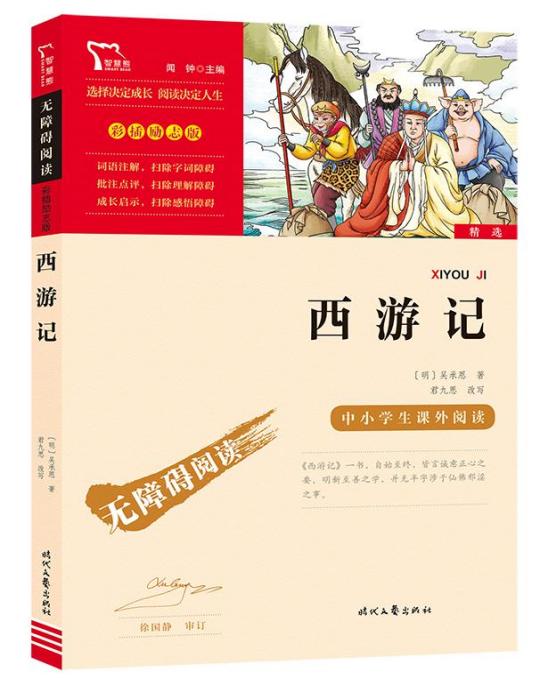 智慧熊
SMART BEAR
无障碍阅读
彩插励志版
西游记
[明]吴承恩 著
君九思 改写
智慧熊
SMART BEAR
闻 钟·主编
选择决定成长 阅读决定人生
彩插励志版
词语注解,扫除字词障碍
批注点评,扫除理解障碍
成长启示,扫除感悟障碍
精选
XIYOU JI
西游记
[明]吴承恩 著
君九思 改写
中小学生课外阅读
《西游记》一书,自始至终,皆言诚意正心之
要,明新至善之学,并无半字涉于仙佛邪淫
之事。
无障碍阅读
徐国静 审订
时代文艺出版社